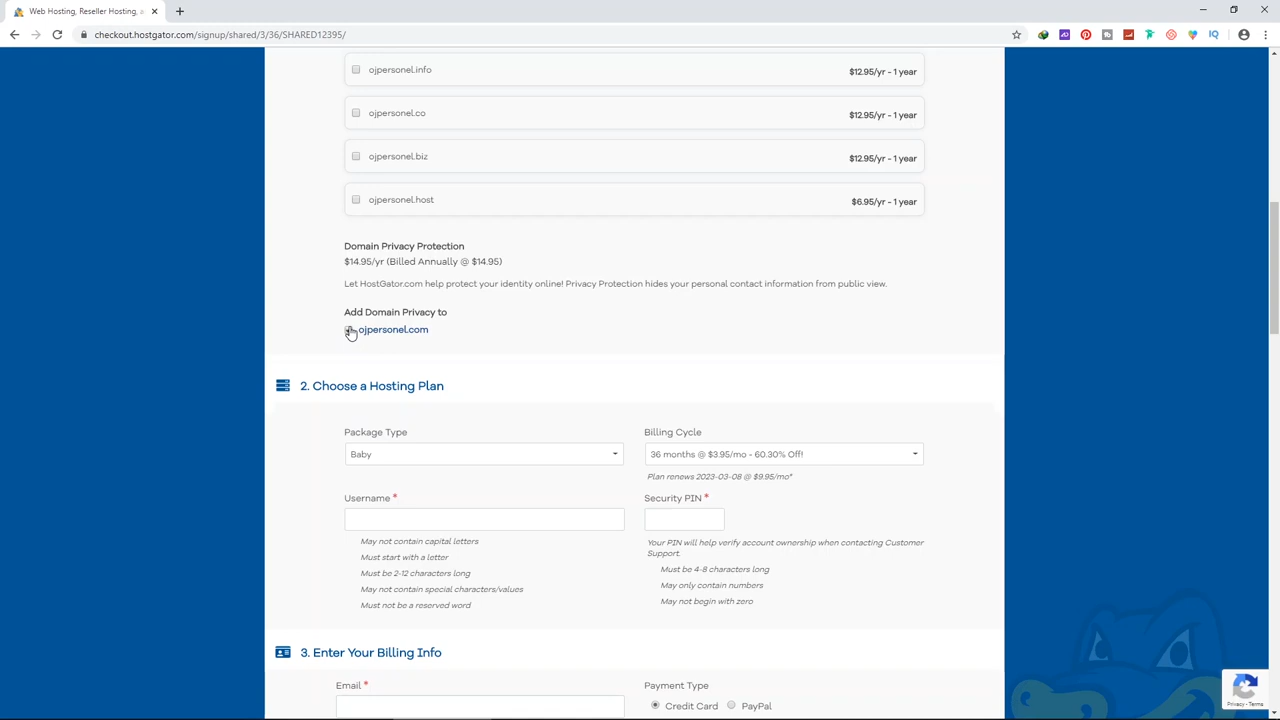 Web Hosting, Reseller Hosting, a
checkout.hostgator.com/signup/shared/3/36/SHARED12395/
ojpersonel.info $12.95/yr - 1 year
ojpersonel.co $12.95/yr - 1 year
ojpersonel.biz $12.95/yr - 1 year
ojpersonel.host $6.95/yr - 1 year
Domain Privacy Protection
$14.95/yr (Billed Annually @ $14.95)
Let HostGator.com help protect your identity online! Privacy Protection hides your personal contact information from public view.
Add Domain Privacy to
ojpersonel.com
2. Choose a Hosting Plan
Package Type
Baby
Billing Cycle
36 months @ $3.95/mo - 60.30% Off!
Plan renews 2023-03-08 @ $9.95/mo*
Username *
May not contain capital letters
Must start with a letter
Must be 2-12 characters long
May not contain special characters/values
Must not be a reserved word
Security PIN *
Your PIN will help verify account ownership when contacting Customer
Support.
Must be 4-8 characters long
May only contain numbers
May not begin with zero
3. Enter Your Billing Info
Email *
Payment Type
Credit Card PayPal
Privacy - Terms